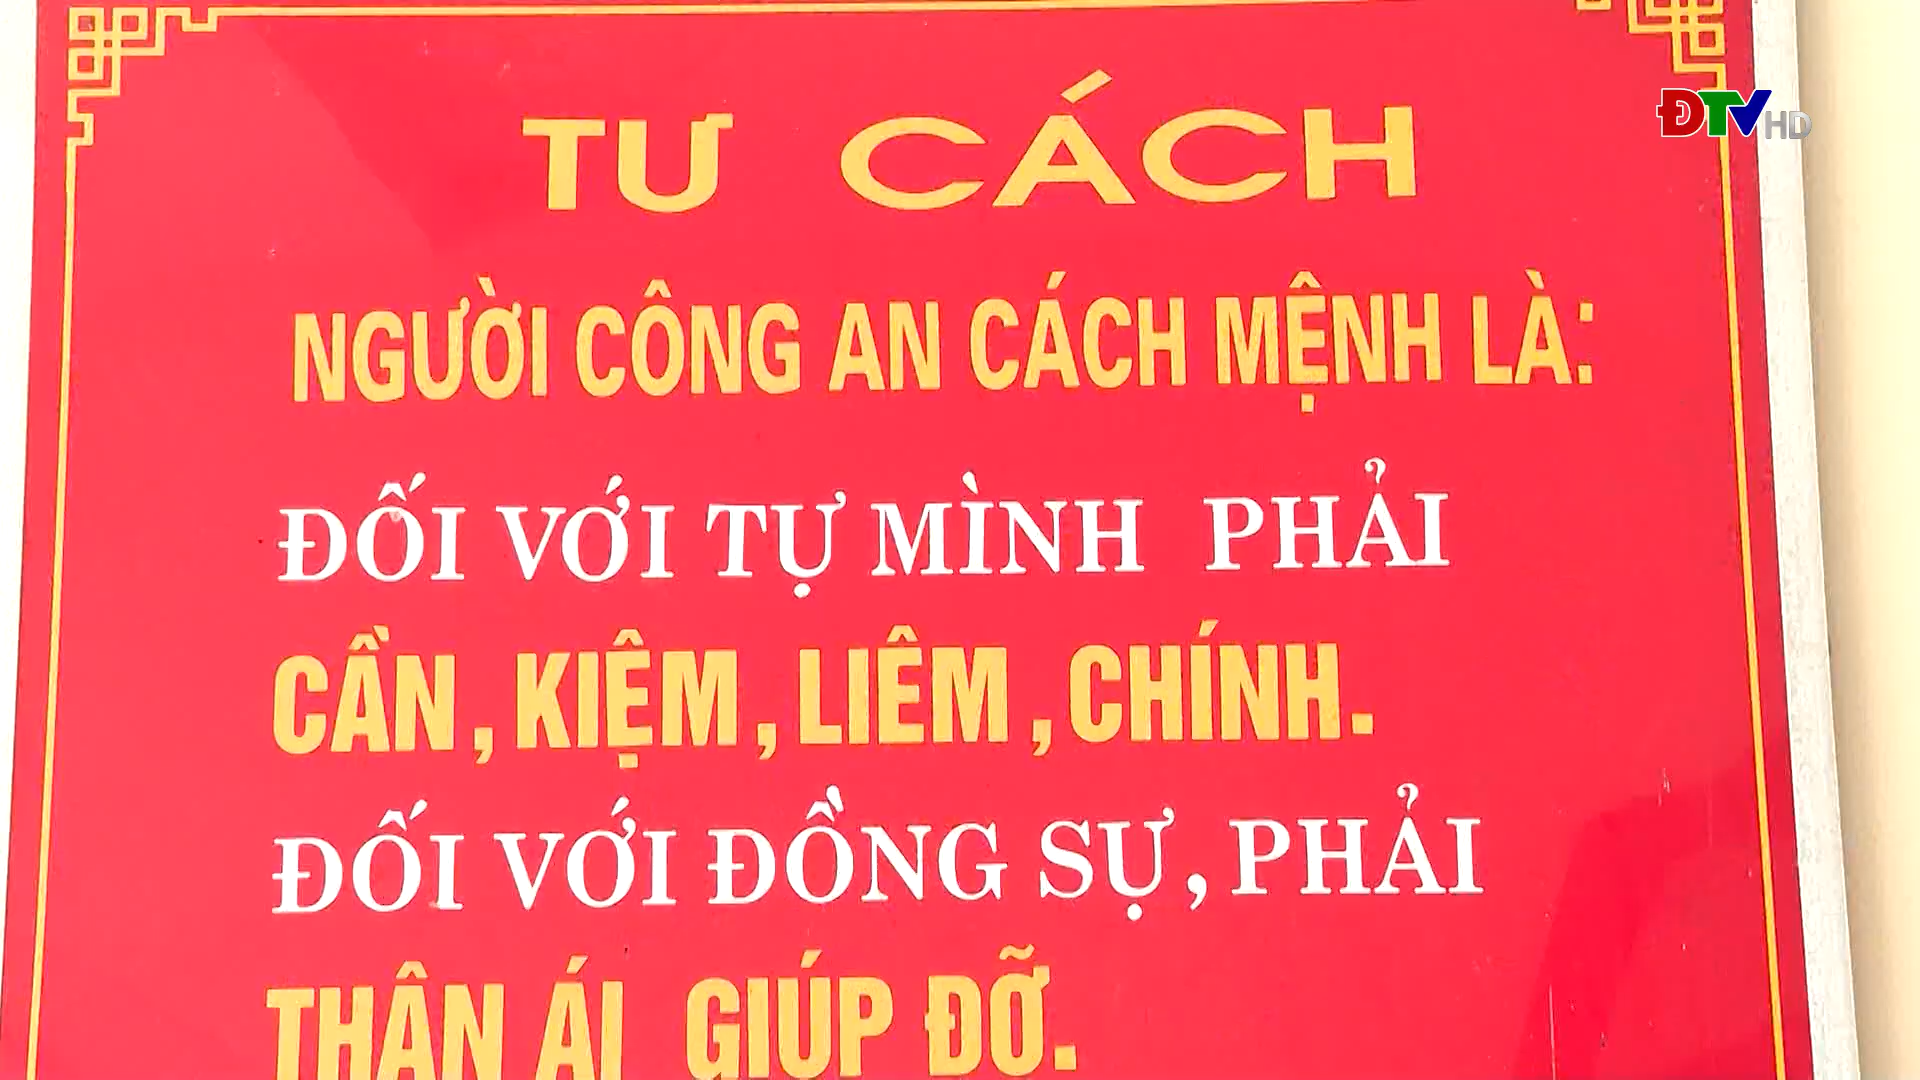 ĐTV HD
TƯ CÁCH
NGƯỜI CÔNG AN CÁCH MỆNH LÀ:
ĐỐI VỚI TỰ MÌNH PHẢI
CẦN, KIỆM, LIÊM, CHÍNH.
ĐỐI VỚI ĐỒNG SỰ, PHẢI
THÂN ÁI GIÚP ĐỠ.